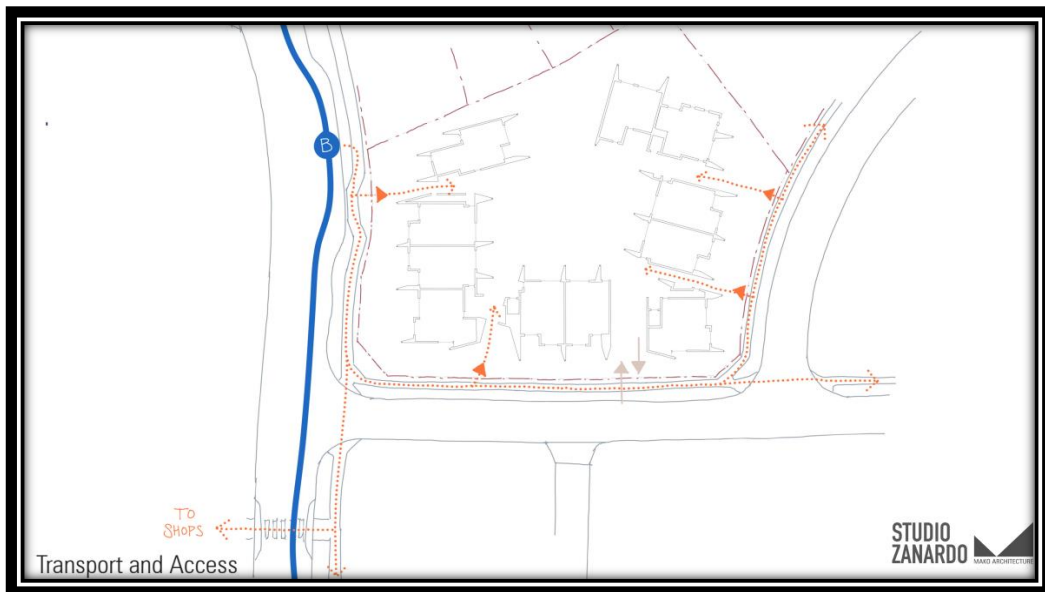 B
TO
SHOPS
Transport and Access
STUDIO
ZANARDO
MAKO ARCHITECTURE